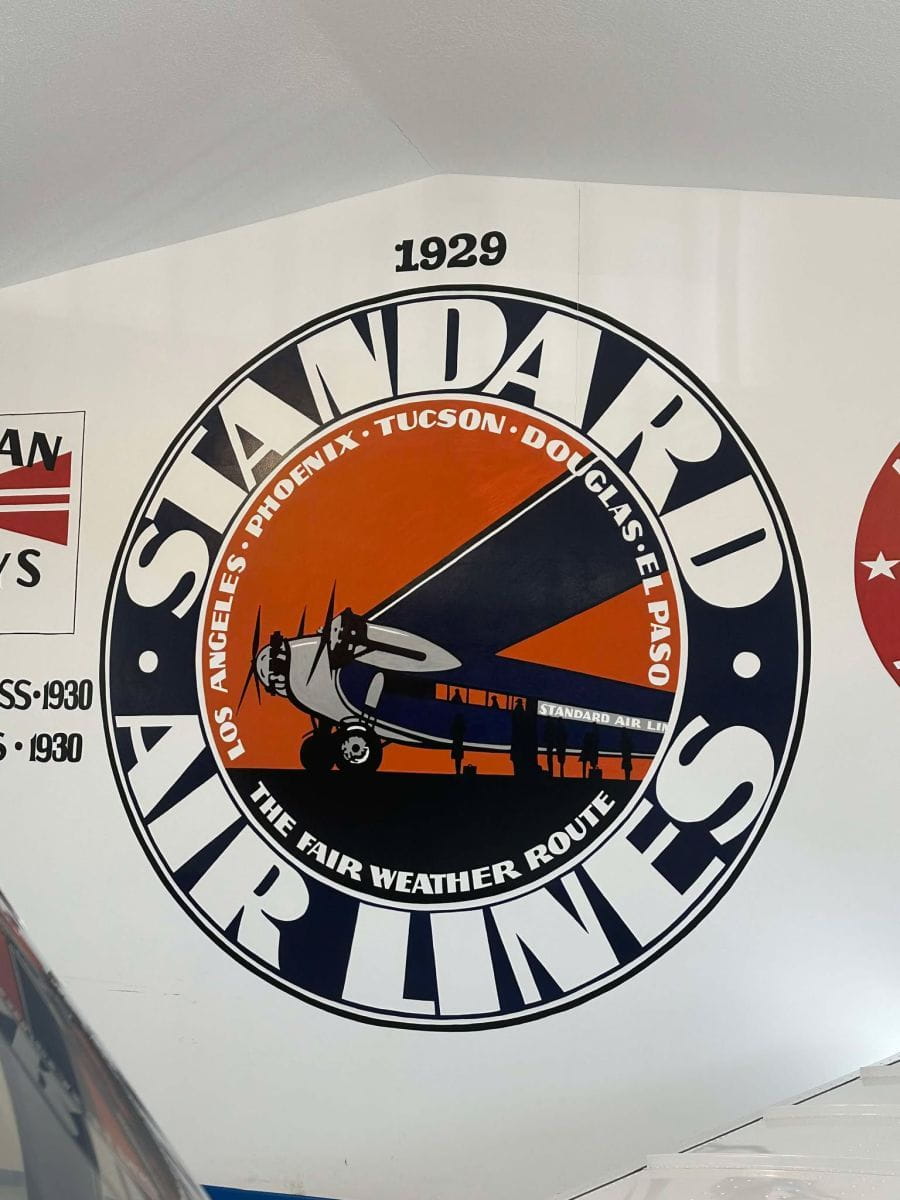 1929
STANDARD
AIR LINES
LOS ANGELES · PHOENIX · TUCSON · DOUGLAS · EL PASO
STANDARD AIR LIN
THE FAIR WEATHER ROUTE
AN
YS
SS · 1930
S · 1930